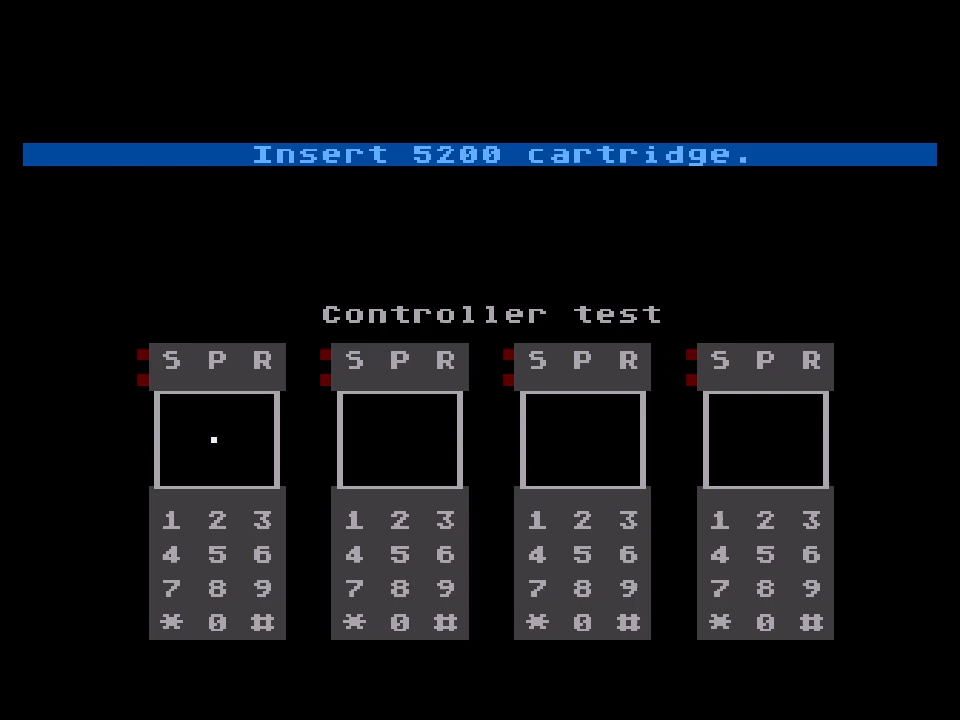 Insert 5200 cartridge.
Controller test
S P R S P R S P R S P R
1 2 3 1 2 3 1 2 3 1 2 3
4 5 6 4 5 6 4 5 6 4 5 6
7 8 9 7 8 9 7 8 9 7 8 9
* 0 # * 0 # * 0 # * 0 #